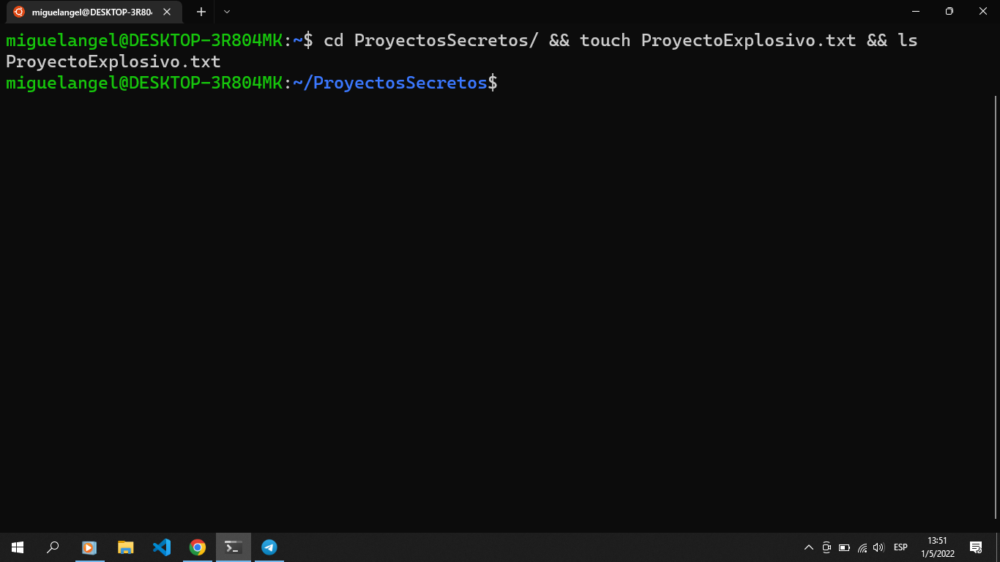 miguelangel@DESKTOP-3R804
miguelangel@DESKTOP-3R804MK:~$ cd ProyectosSecretos/ && touch ProyectoExplosivo.txt && ls
ProyectoExplosivo.txt
miguelangel@DESKTOP-3R804MK:~/ProyectosSecretos$
ESP
13:51
1/5/2022